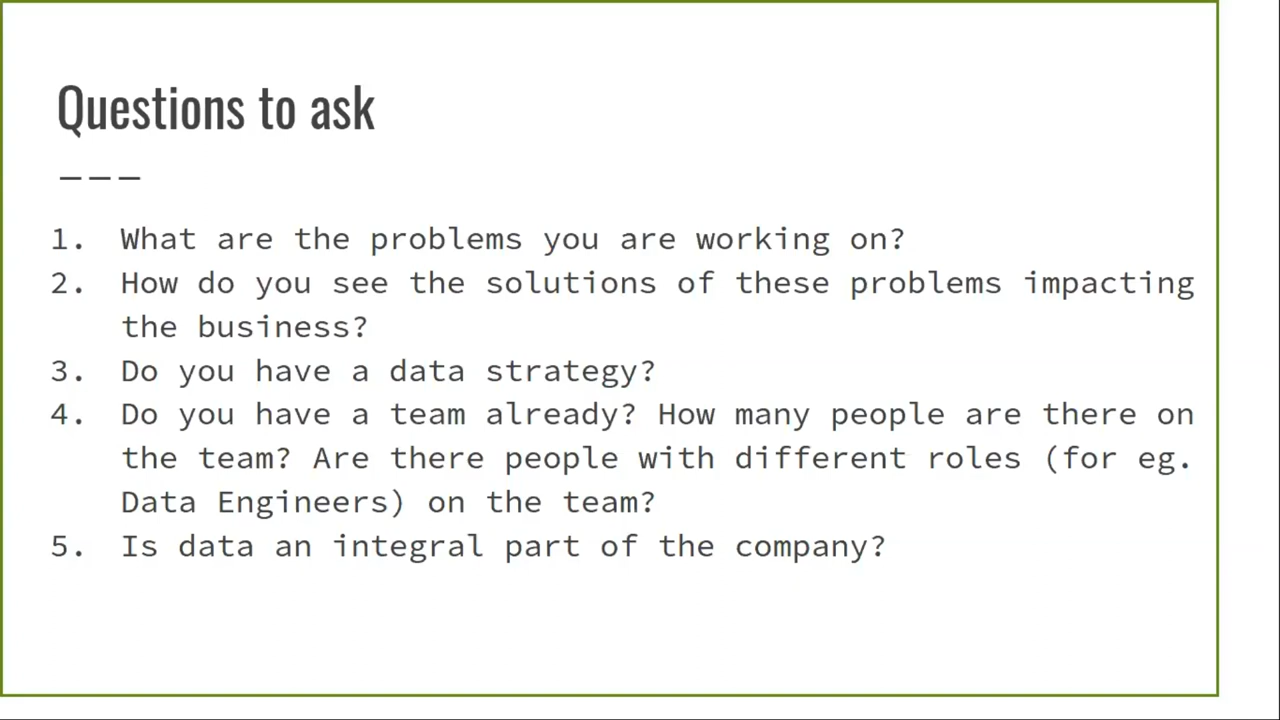 Questions to ask
———
1. What are the problems you are working on?
2. How do you see the solutions of these problems impacting
the business?
3. Do you have a data strategy?
4. Do you have a team already? How many people are there on
the team? Are there people with different roles (for eg.
Data Engineers) on the team?
5. Is data an integral part of the company?